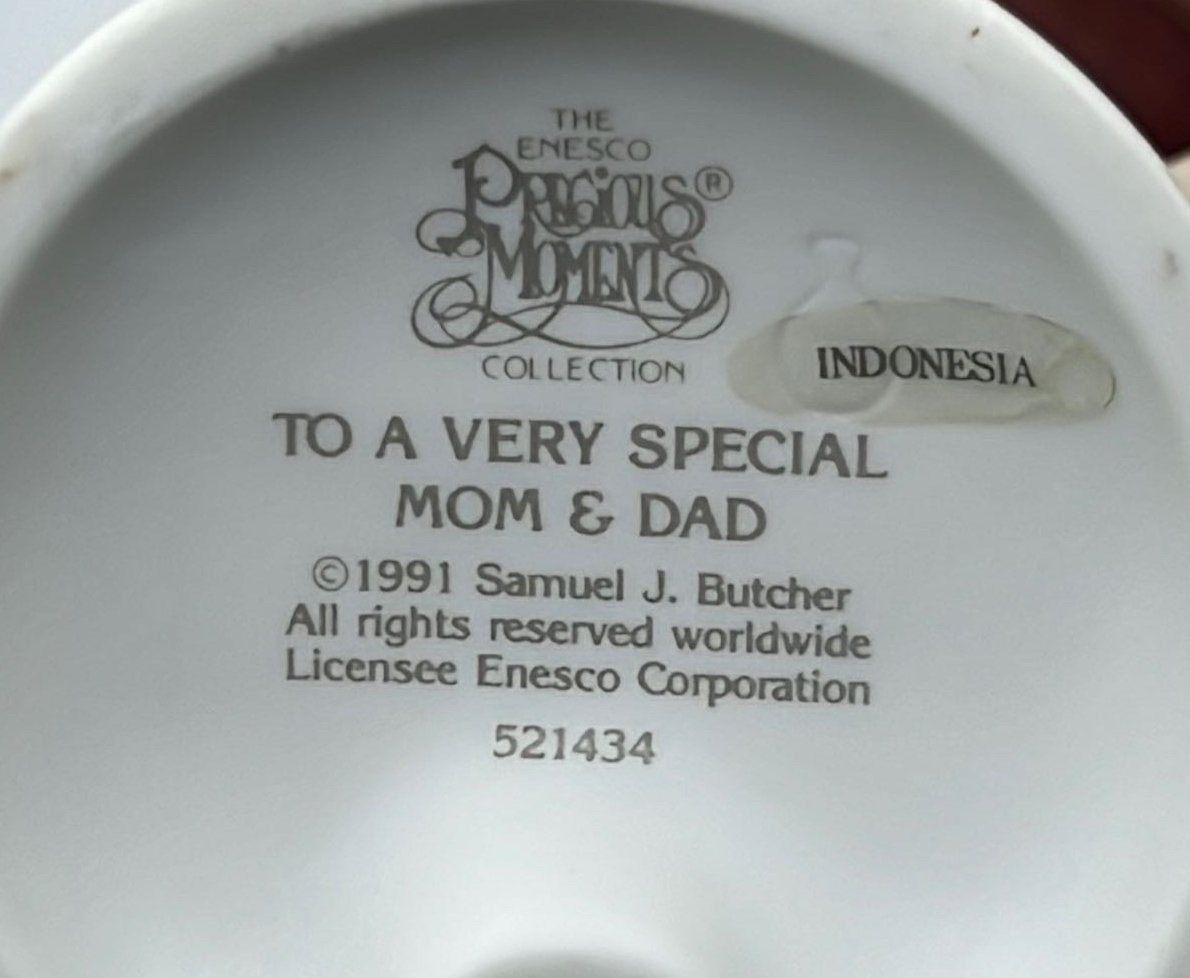 THE
ENESCO
PRECIOUS®
MOMENTS
COLLECTION
INDONESIA
TO A VERY SPECIAL
MOM & DAD
©1991 Samuel J. Butcher
All rights reserved worldwide
Licensee Enesco Corporation
521434